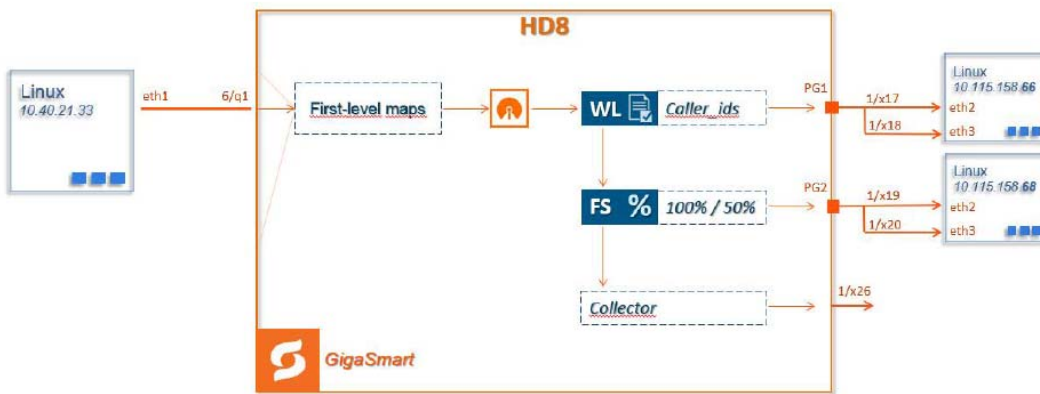 HD8
Linux
10.40.21.33
eth1
6/q1
First-level maps
WL
Caller_ids
PG1
1/x17
1/x18
Linux
10.115.158.66
eth2
eth3
FS % 100% / 50%
PG2
1/x19
1/x20
Linux
10.115.158.68
eth2
eth3
Collector
1/x26
GigaSmart